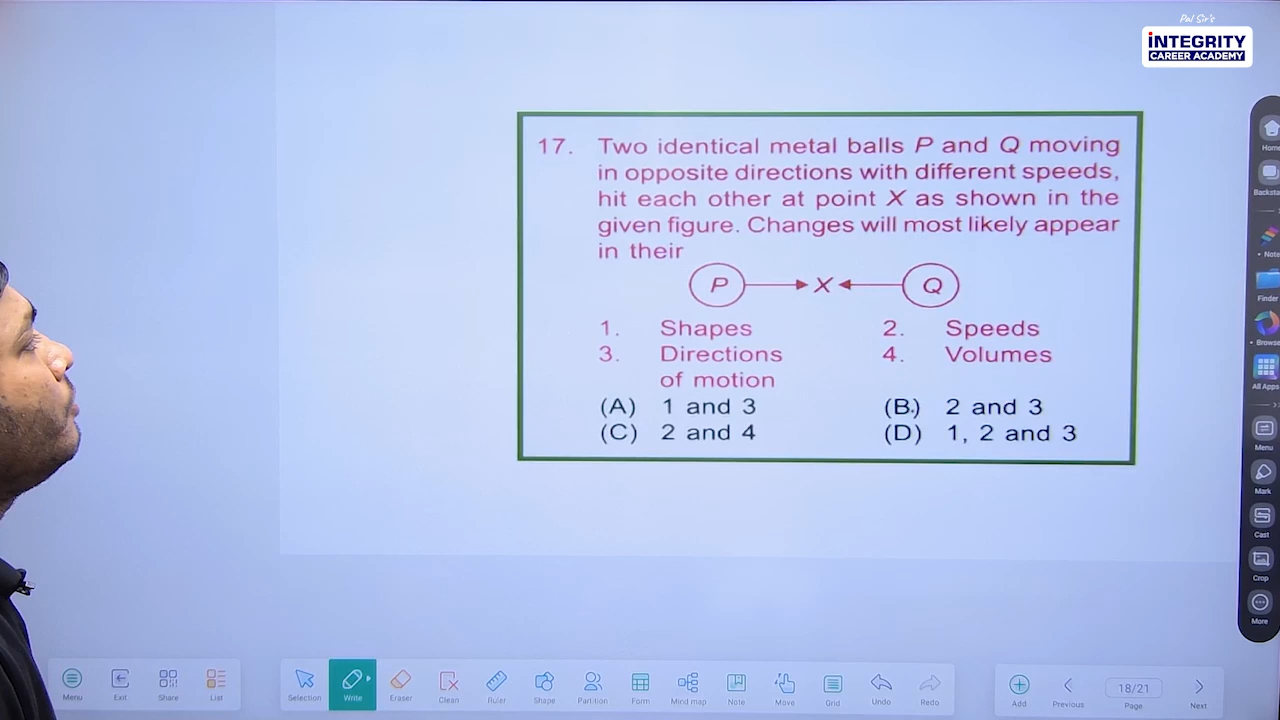 Pal Sir's
iNTEGRITY
CAREER ACADEMY
17. Two identical metal balls P and Q moving
in opposite directions with different speeds,
hit each other at point X as shown in the
given figure. Changes will most likely appear
in their
P X Q
1. Shapes 2. Speeds
3. Directions 4. Volumes
of motion
(A) 1 and 3 (B) 2 and 3
(C) 2 and 4 (D) 1, 2 and 3
Home
Note
Finder
All Apps
Menu
Mark
Cast
Crop
More
Menu Exit Share List Selection Write Eraser Clean Ruler Shape Partition Form Mind map Note Move Grid Undo Redo Add Previous 18/21 Page Next